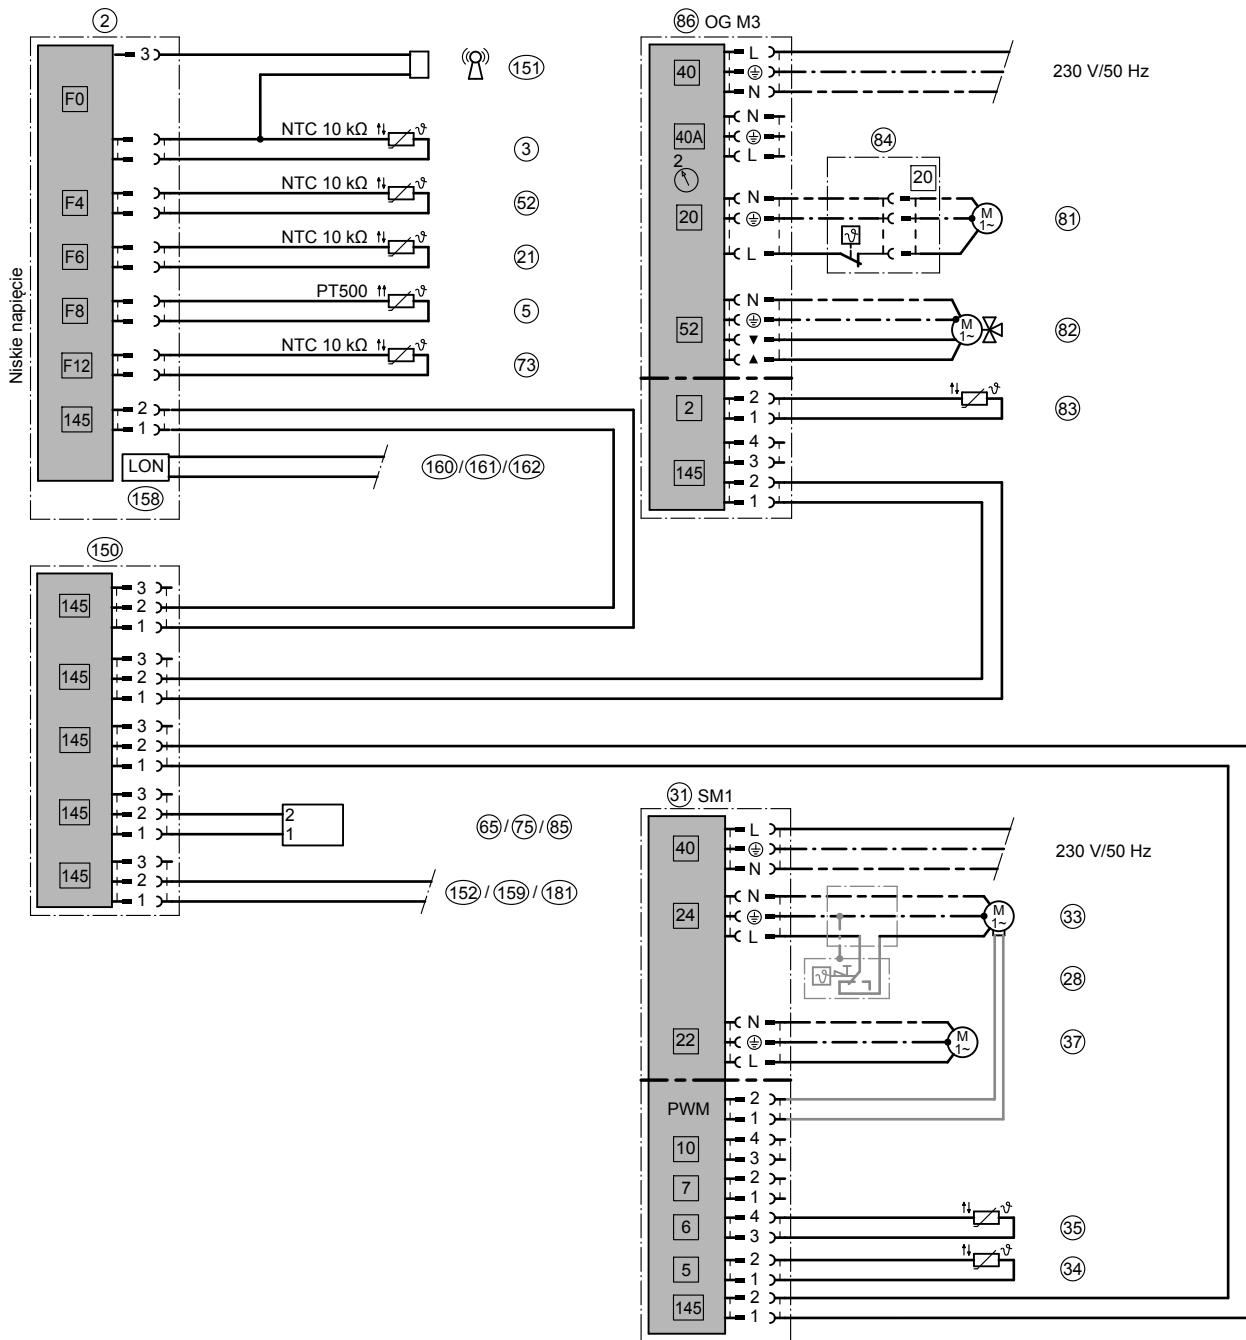 2
Niskie napięcie
F0
3
151
NTC 10 kΩ ϑ
3
F4
NTC 10 kΩ ϑ
52
F6
NTC 10 kΩ ϑ
21
F8
PT500 ϑ
5
F12
NTC 10 kΩ ϑ
73
145
2
1
LON
158
160/161/162
86 OG M3
40
L
N
230 V/50 Hz
40A
N
L
2
84
20
20
N
L
ϑ
M
1~
81
52
N
▼
▲
M
1~
82
2
2
1
ϑ
83
145
4
3
2
1
150
145
3
2
1
145
3
2
1
145
3
2
1
145
3
2
1
2
1
65/75/85
145
3
2
1
152 / 159 / 181
31 SM1
40
L
N
230 V/50 Hz
24
N
L
M
1~
33
ϑ
28
22
N
L
M
1~
37
PWM
2
1
10
4
3
7
2
1
6
4
3
ϑ
35
5
2
1
ϑ
34
145
2
1